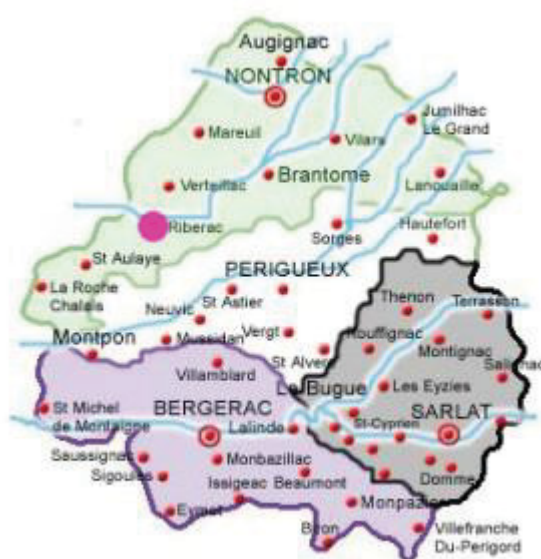 Augignac
NONTRON
Mareuil
Vilars
Jumilhac
Le Grand
Verteillac
Brantome
Lanouaille
Riberac
Sorges
Hautefort
St Aulaye
PERIGUEUX
La Roche
Chalais
St Astier
Neuvic
Thenon
Terrasson
Montpon
Mussidan
Vergt
Rouffignac
Montignac
St Alvere
Villamblard
Le Bugue
Les Eyzies
St Michel
de Montaigne
BERGERAC
Lalinde
St-Cyprien
SARLAT
Saussignac
Monbazillac
Sigoules
Issigeac
Beaumont
Domme
Eymet
Monpazier
Biron
Villefranche
Du-Perigord